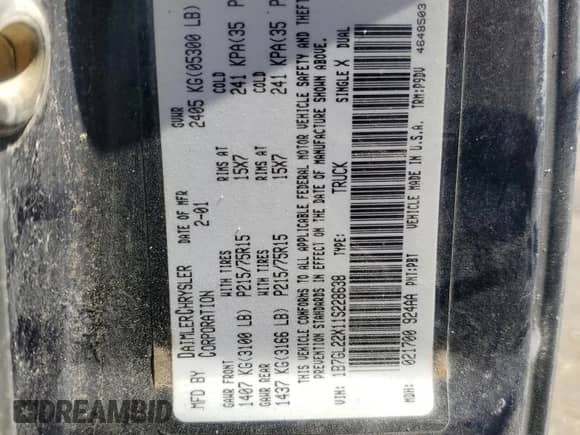 MFD BY DAIMLERCHRYSLER CORPORATION DATE OF MFR 2-01 GVWR 2405 KG(05300 LB)
GAWR FRONT WITH TIRES RIMS AT COLD
1407 KG(3100 LB) P215/75R15 15X7 241 KPA(35 P
GAWR REAR WITH TIRES RIMS AT COLD
1437 KG(3166 LB) P215/75R15 15X7 241 KPA(35 P
THIS VEHICLE CONFORMS TO ALL APPLICABLE FEDERAL MOTOR VEHICLE SAFETY AND THEFT
PREVENTION STANDARDS IN EFFECT ON THE DATE OF MANUFACTURE SHOWN ABOVE.
VIN: 1B7GL22X11S228638 TYPE: TRUCK SINGLE X DUAL
MDH: 021700 924AA PNT:PBT VEHICLE MADE IN U.S.A. TRM:P9DV 4648503